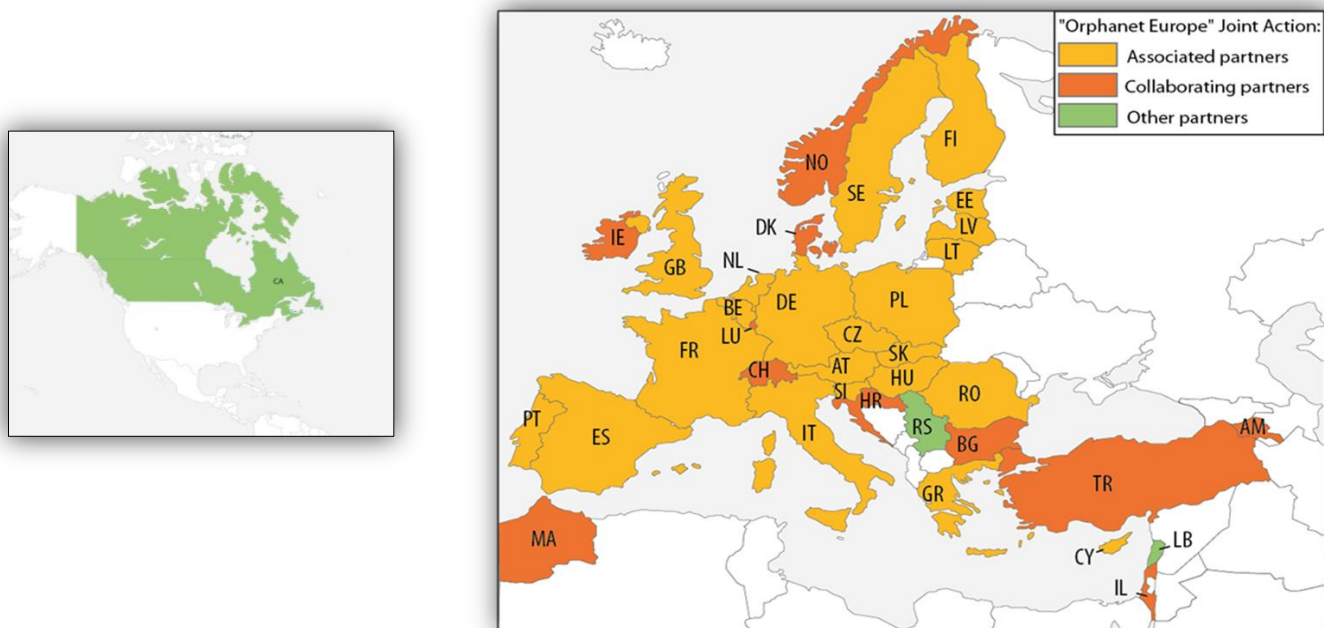 "Orphanet Europe" Joint Action:
Associated partners
Collaborating partners
Other partners
CA
NO
FI
SE
EE
LV
LT
DK
IE
GB
NL
BE
DE
PL
LU
CZ
FR
SK
CH
AT
HU
SI
HR
RO
PT
ES
IT
RS
BG
AM
GR
TR
MA
CY
LB
IL